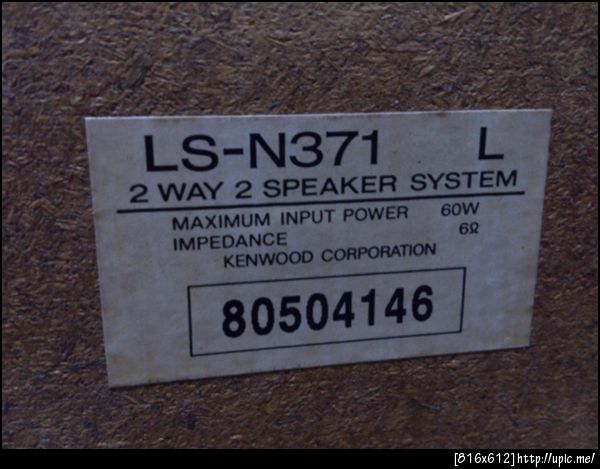 LS-N371 L
2 WAY 2 SPEAKER SYSTEM
MAXIMUM INPUT POWER 60W
IMPEDANCE 6Ω
KENWOOD CORPORATION
80504146
[816x612]http://upic.me/